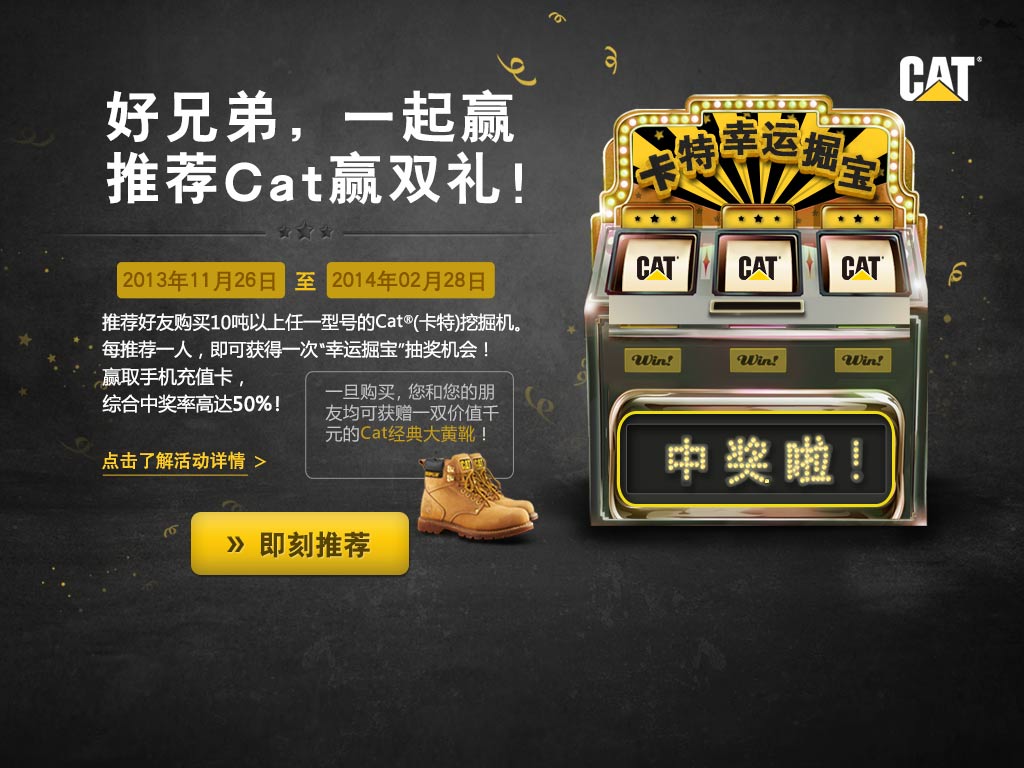 CAT®
好兄弟，一起赢
推荐Cat赢双礼！
2013年11月26日 至 2014年02月28日
推荐好友购买10吨以上任一型号的Cat®(卡特)挖掘机。
每推荐一人，即可获得一次“幸运掘宝”抽奖机会！
赢取手机充值卡，
综合中奖率高达50%！
一旦购买，您和您的朋
友均可获赠一双价值千
元的Cat经典大黄靴！
点击了解活动详情 >
» 即刻推荐
卡特幸运掘宝
CAT CAT CAT
Win! Win! Win!
中奖啦！